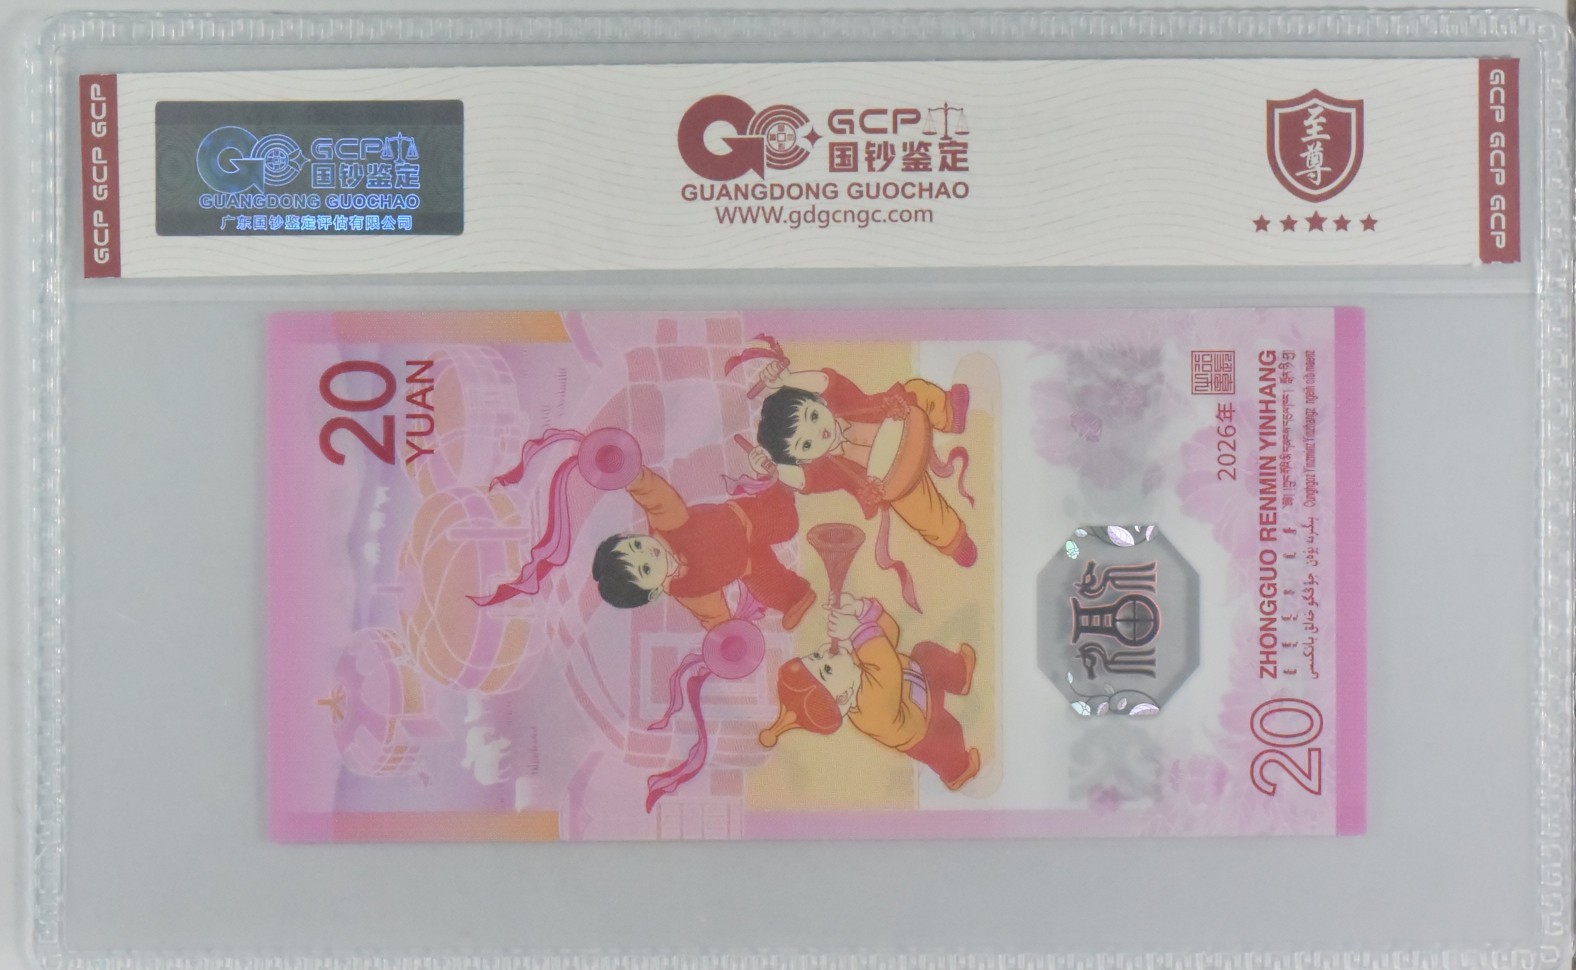 GCP GCP GCP
GCP
国钞鉴定
GUANGDONG GUOCHAO
广东国钞鉴定评估有限公司
GCP
国钞鉴定
GUANGDONG GUOCHAO
WWW.gdgcngc.com
至尊
GCP GCP GCP
20
YUAN
2026年
ZHONGGUO RENMIN YINHANG
20